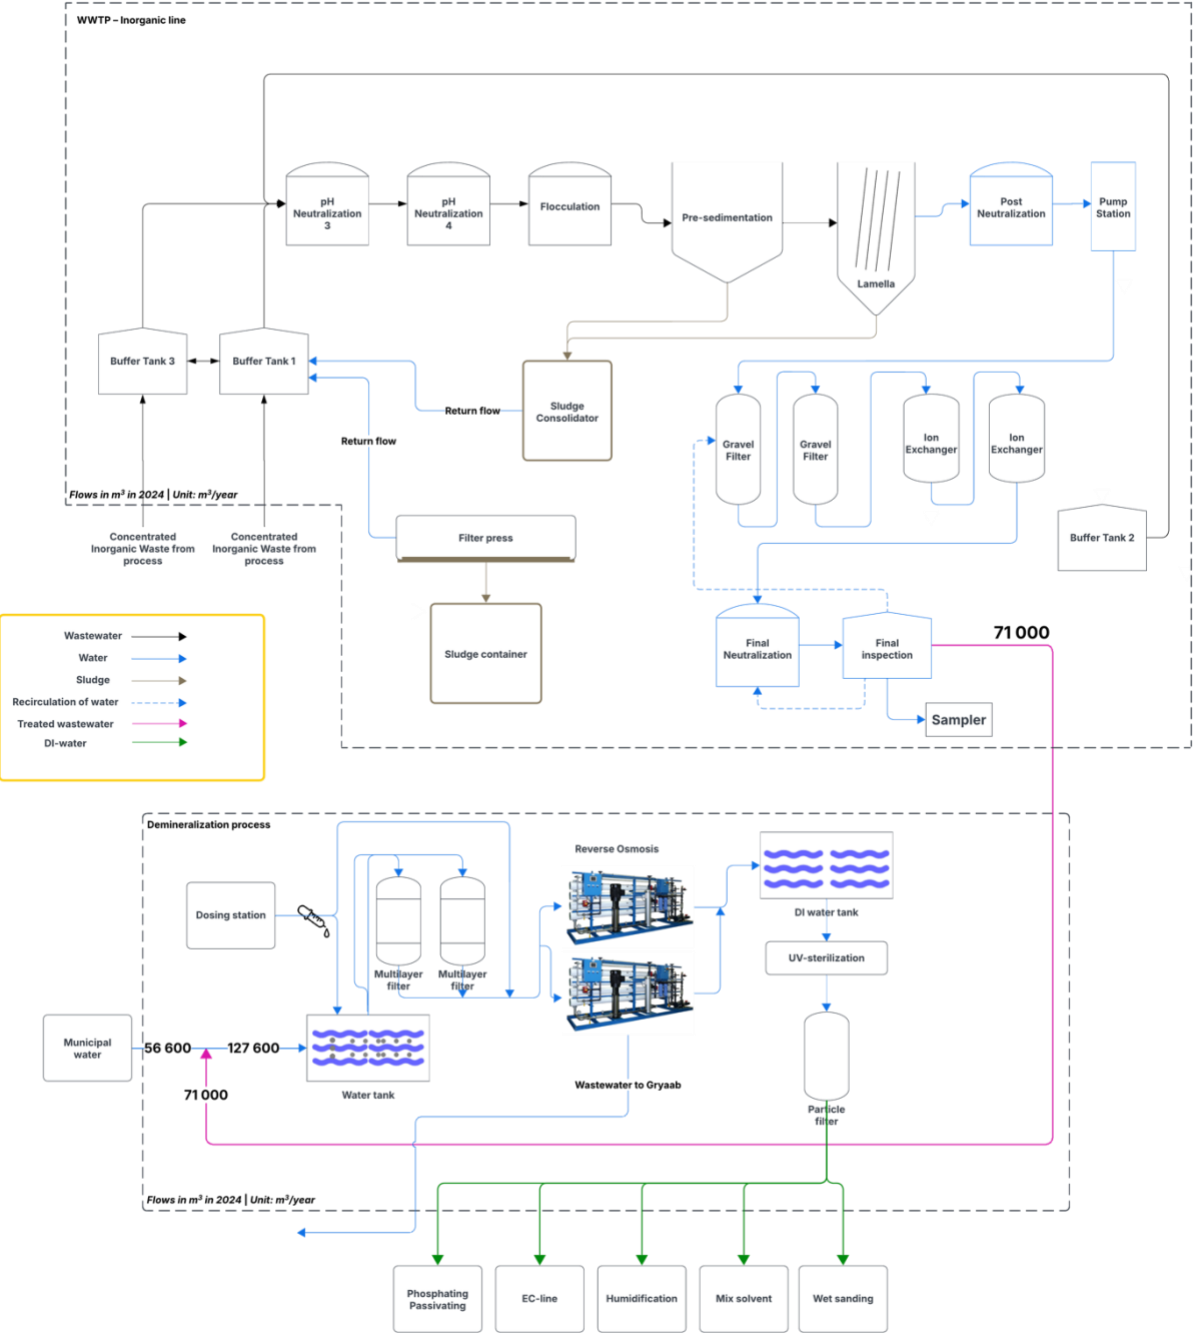 WWTP – Inorganic line
pH
Neutralization
3
pH
Neutralization
4
Flocculation
Pre-sedimentation
Lamella
Post
Neutralization
Pump
Station
Buffer Tank 3
Buffer Tank 1
Return flow
Sludge
Consolidator
Return flow
Gravel
Filter
Gravel
Filter
Ion
Exchanger
Ion
Exchanger
Flows in m³ in 2024 | Unit: m³/year
Concentrated
Inorganic Waste from
process
Concentrated
Inorganic Waste from
process
Filter press
Buffer Tank 2
Sludge container
Final
Neutralization
Final
inspection
71 000
Sampler
Wastewater
Water
Sludge
Recirculation of water
Treated wastewater
DI-water
Demineralization process
Dosing station
Multilayer
filter
Multilayer
filter
Reverse Osmosis
DI water tank
UV-sterilization
Municipal
water
56 600
127 600
71 000
Water tank
Wastewater to Gryaab
Particle
filter
Flows in m³ in 2024 | Unit: m³/year
Phosphating
Passivating
EC-line
Humidification
Mix solvent
Wet sanding